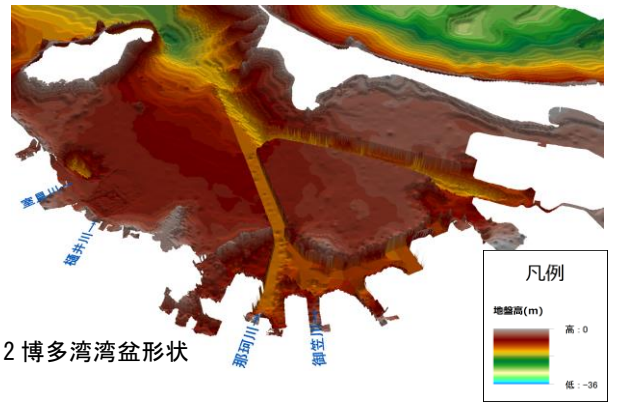 室見川
樋井川
那珂川
御笠川
2 博多湾湾盆形状
凡例
地盤高(m)
高 : 0
低 : -36